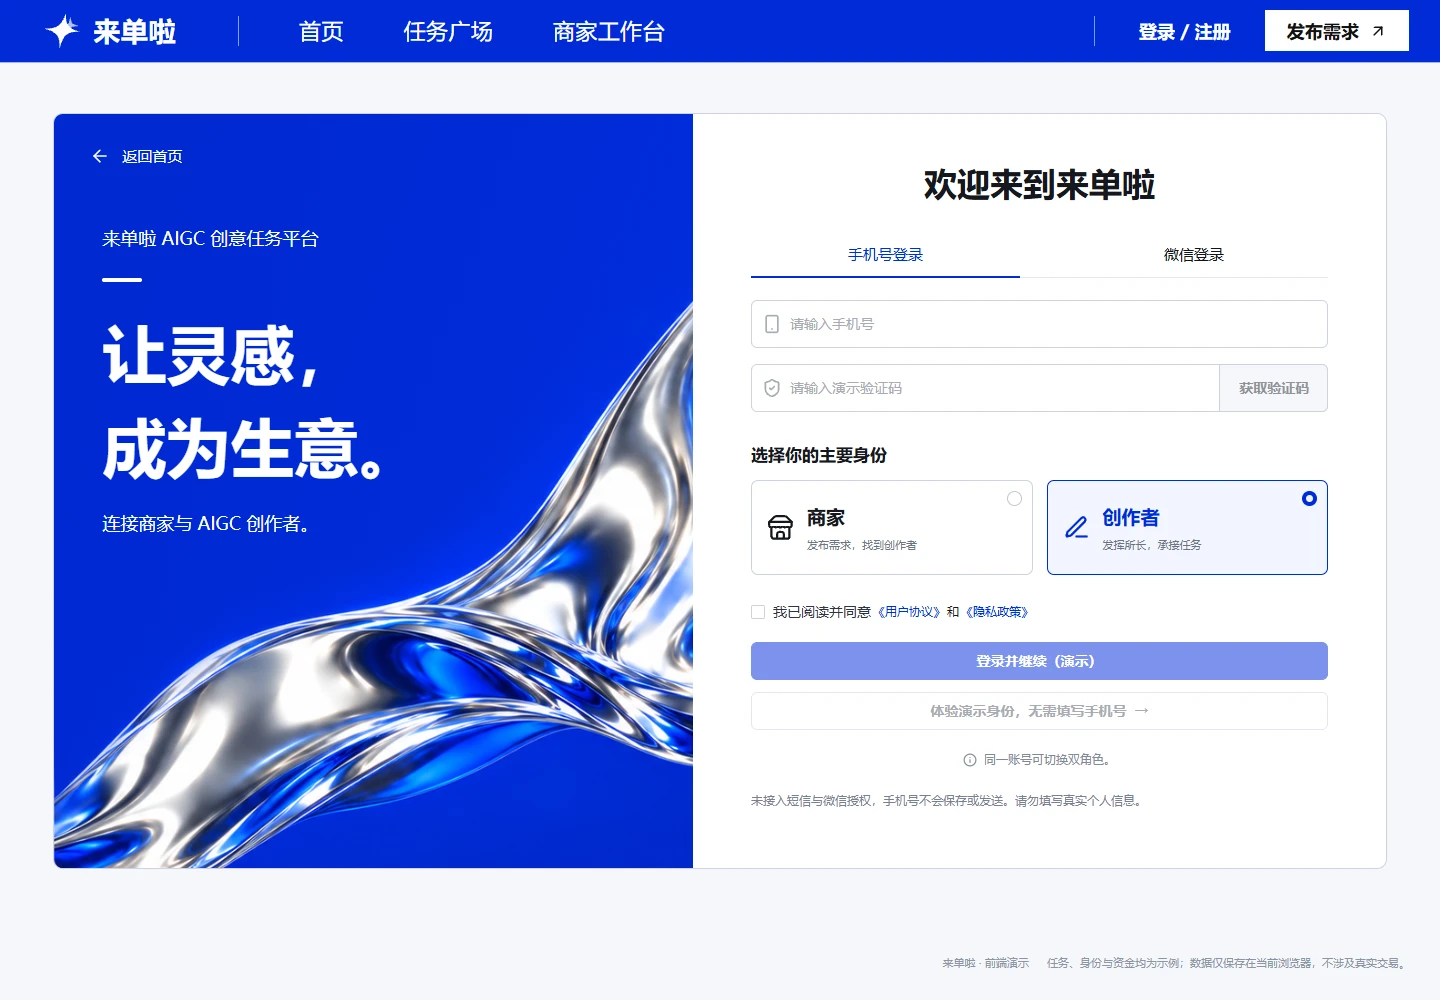 来单啦
首页
任务广场
商家工作台
登录 / 注册
发布需求
返回首页
来单啦 AIGC 创意任务平台
让灵感，
成为生意。
连接商家与 AIGC 创作者。
欢迎来到来单啦
手机号登录
微信登录
请输入手机号
请输入演示验证码
获取验证码
选择你的主要身份
商家
发布需求，找到创作者
创作者
发挥所长，承接任务
我已阅读并同意《用户协议》和《隐私政策》
登录并继续（演示）
体验演示身份，无需填写手机号 →
同一账号可切换双角色。
未接入短信与微信授权，手机号不会保存或发送。请勿填写真实个人信息。
来单啦 · 前端演示 任务、身份与资金均为示例；数据仅保存在当前浏览器，不涉及真实交易。